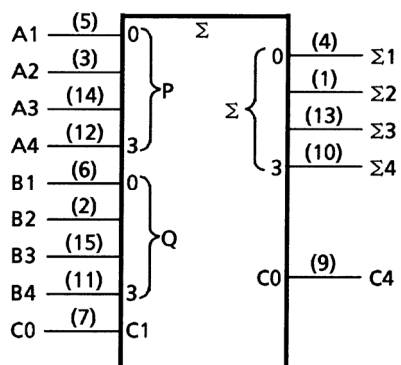 Σ
A1 (5) 0
A2 (3)
A3 (14)
A4 (12) 3
P
B1 (6) 0
B2 (2)
B3 (15)
B4 (11) 3
Q
C0 (7) C1
Σ
0 (4) Σ1
(1) Σ2
(13) Σ3
3 (10) Σ4
C0 (9) C4